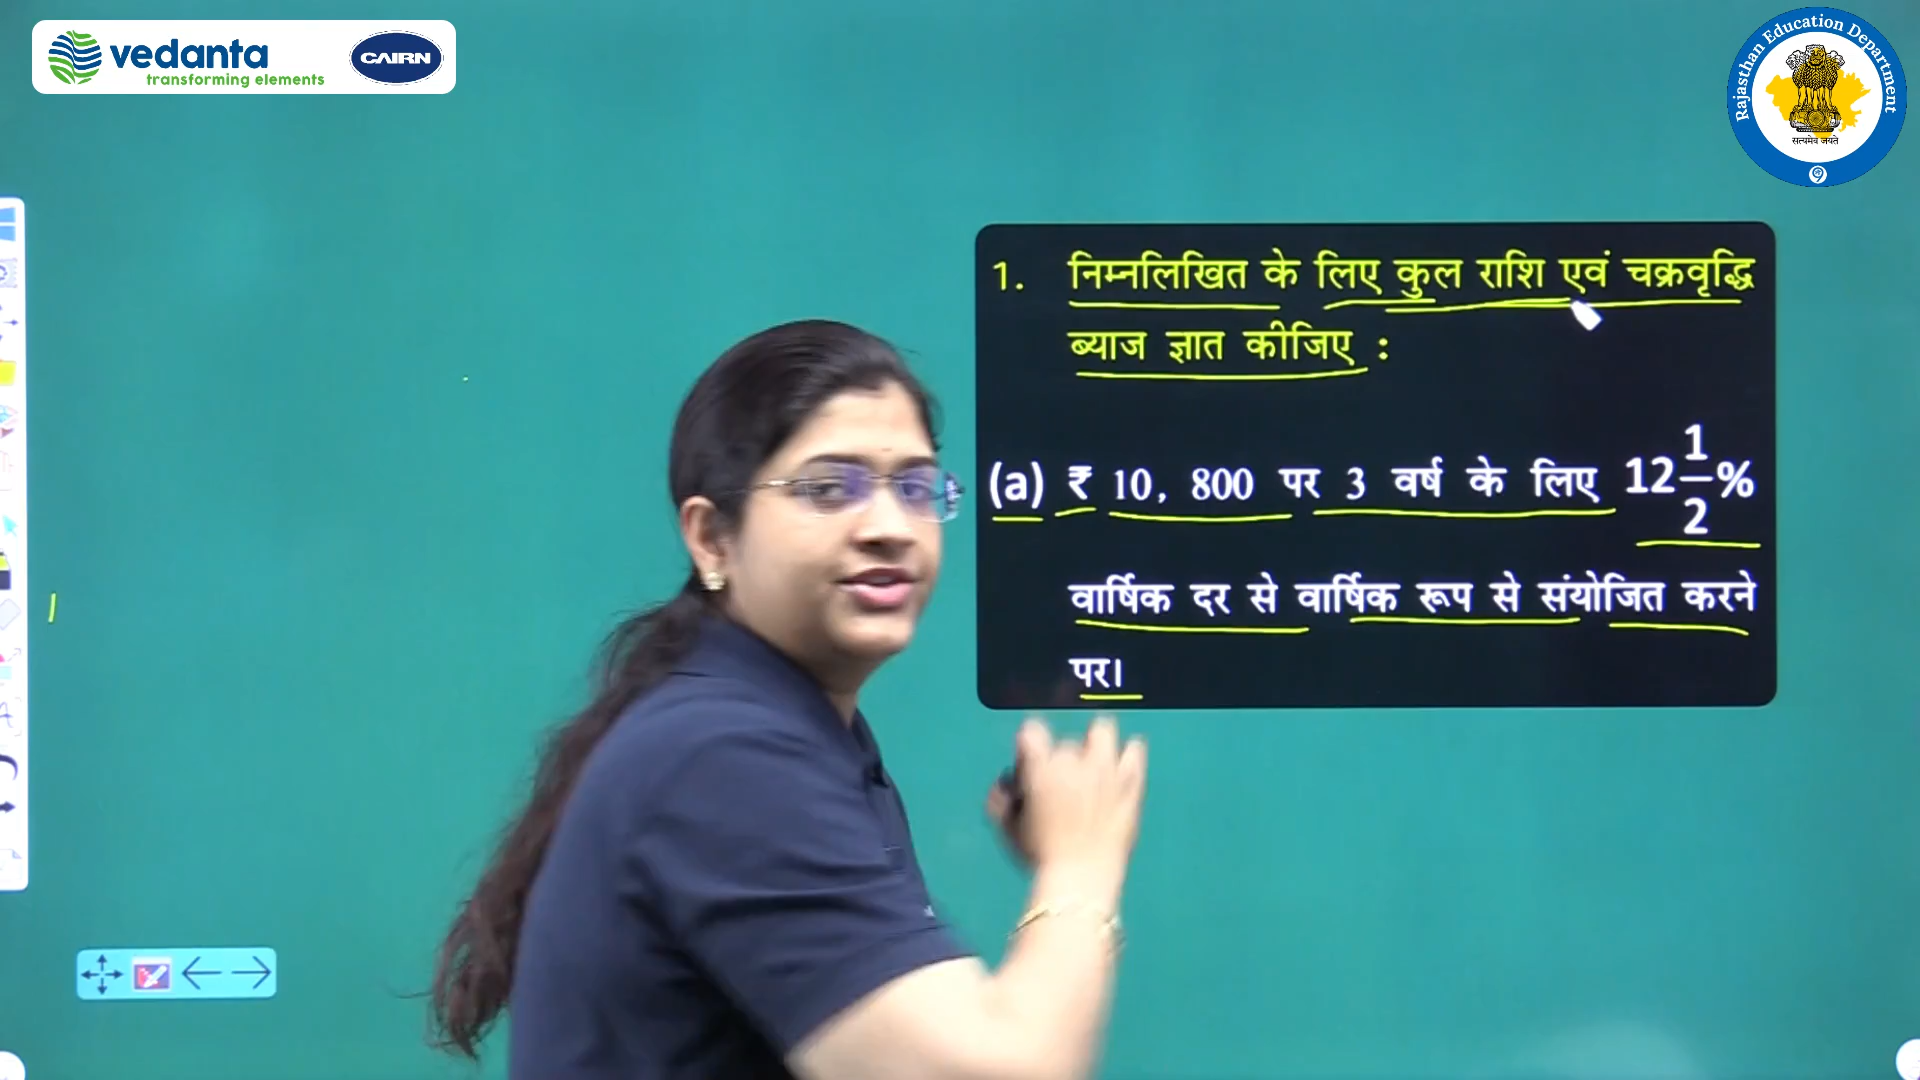 vedanta
transforming elements
CAIRN
Rajasthan Education Department
सत्यमेव जयते
1. निम्नलिखित के लिए कुल राशि एवं चक्रवृद्धि
ब्याज ज्ञात कीजिए :
(a) ₹ 10, 800 पर 3 वर्ष के लिए 12 1/2 %
वार्षिक दर से वार्षिक रूप से संयोजित करने
पर।